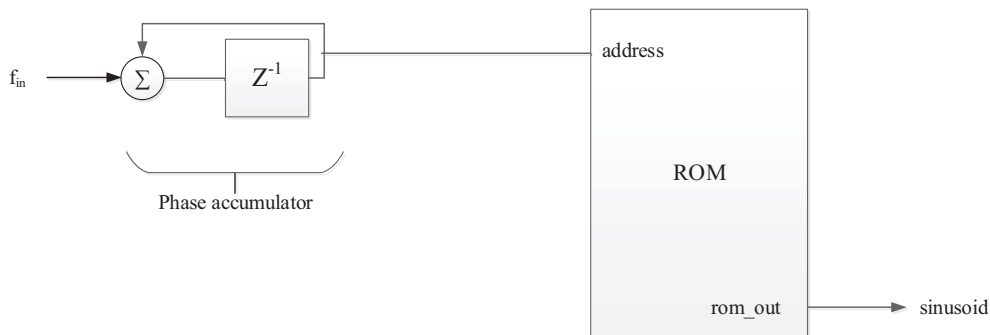 address
f_in
Σ
Z^-1
ROM
Phase accumulator
rom_out
sinusoid